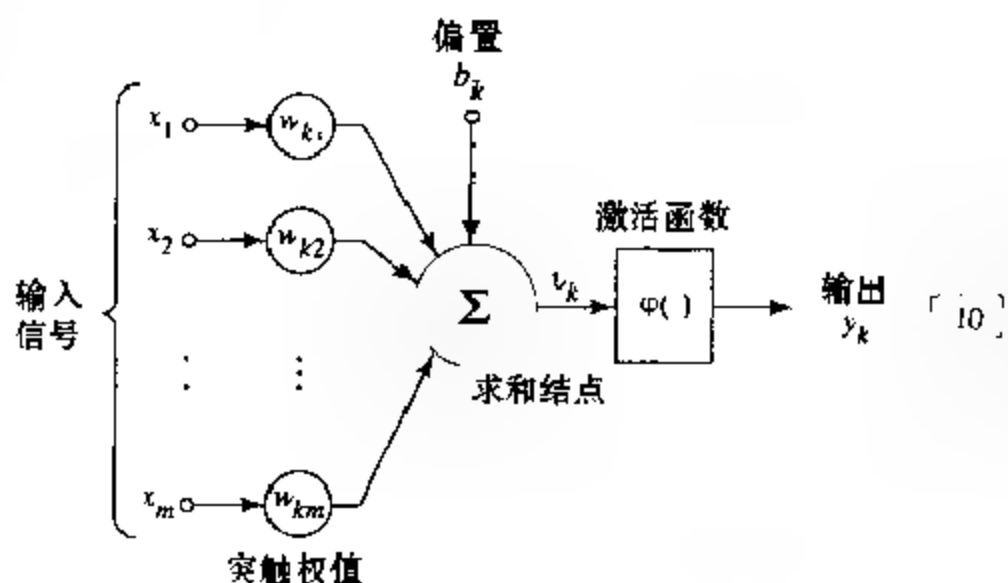 偏置
b_k
x_1 w_k1
激活函数
x_2 w_k2
输入
信号
Σ
v_k
φ( )
输出
y_k
[10]
求和结点
x_m w_km
突触权值